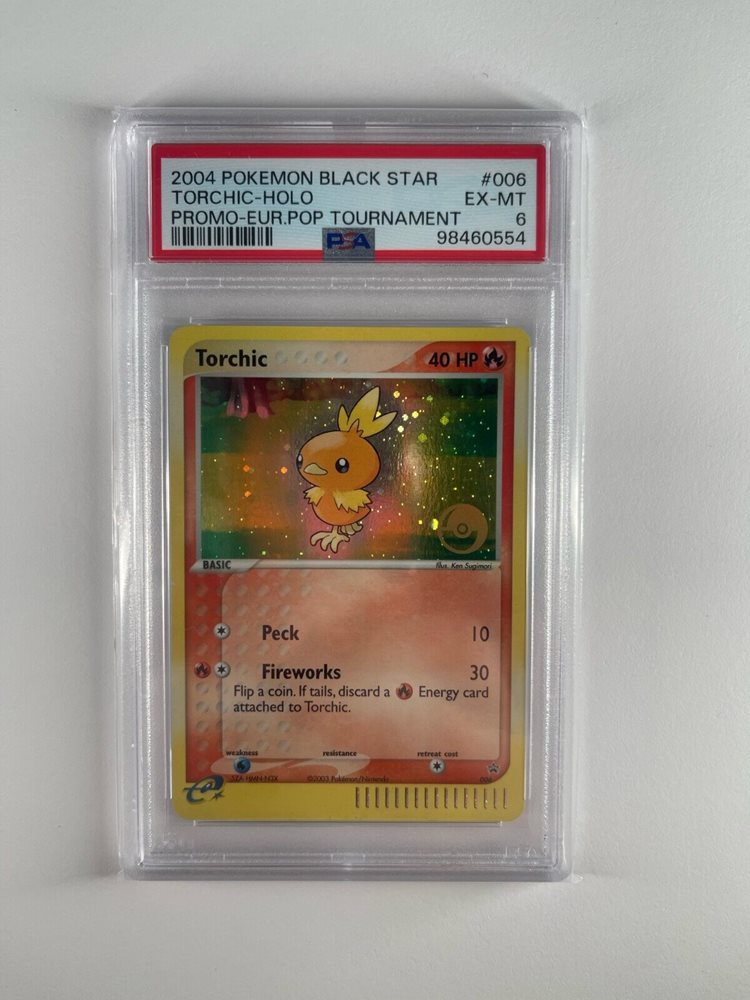 2004 POKEMON BLACK STAR #006
TORCHIC-HOLO EX-MT
PROMO-EUR.POP TOURNAMENT 6
PSA 98460554
Torchic 40 HP
BASIC Illus. Ken Sugimori
Peck 10
Fireworks 30
Flip a coin. If tails, discard a Energy card
attached to Torchic.
weakness resistance retreat cost
©2003 Pokémon/Nintendo 006
e